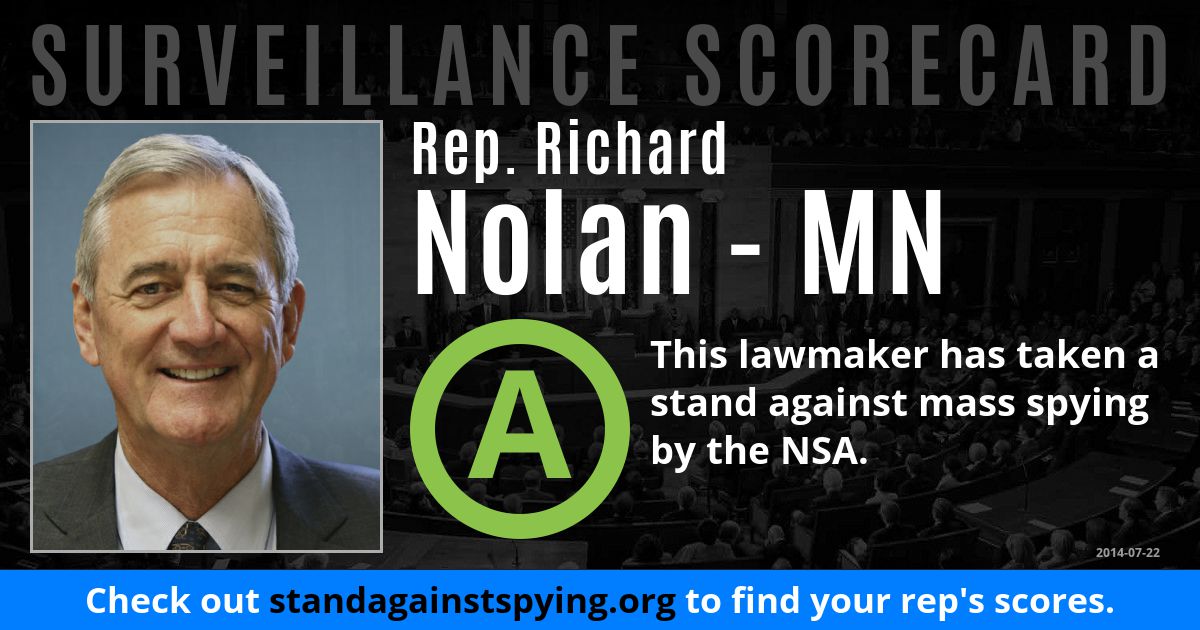 SURVEILLANCE SCORECARD
Rep. Richard
Nolan - MN
A
This lawmaker has taken a
stand against mass spying
by the NSA.
2014-07-22
Check out standagainstspying.org to find your rep's scores.